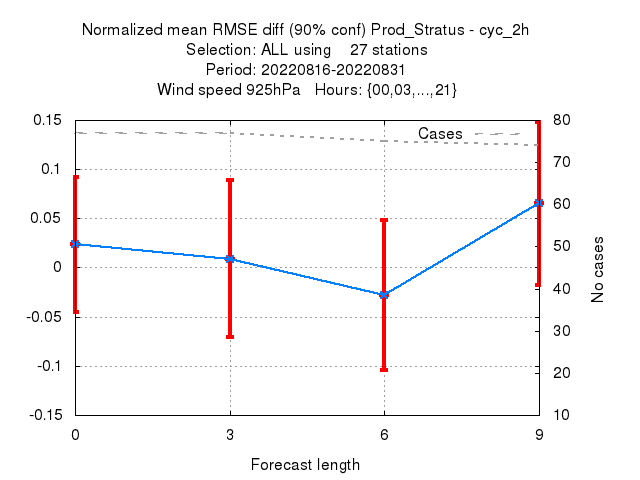 Normalized mean RMSE diff (90% conf) Prod_Stratus - cyc_2h
Selection: ALL using    27 stations
Period: 20220816-20220831
Wind speed 925hPa   Hours: {00,03,...,21}
0.15
0.1
0.05
0
-0.05
-0.1
-0.15
Cases
80
70
60
50
40
30
20
10
No cases
0 3 6 9
Forecast length